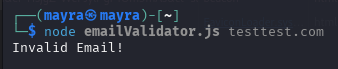 ┌──(mayra㉿mayra)-[~]
└─$ node emailValidator.js testtest.com
Invalid Email!